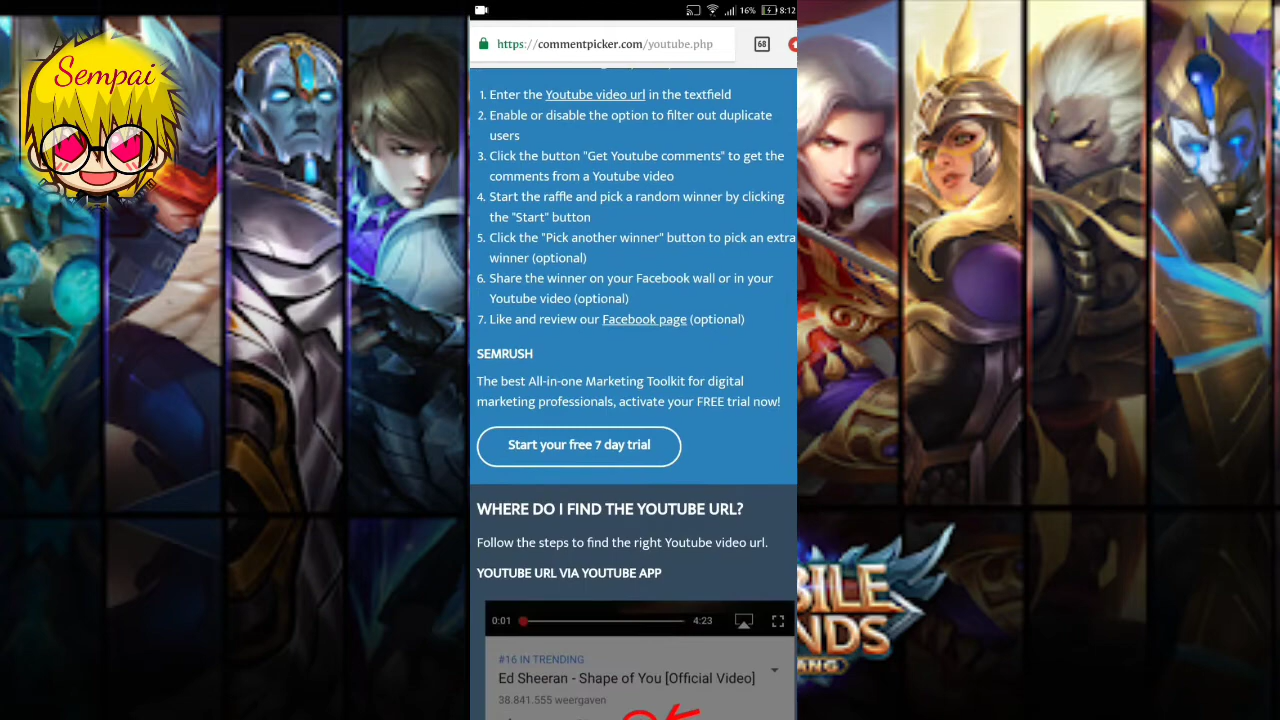 Sempai
16% 8:12
https://commentpicker.com/youtube.php 68
1. Enter the Youtube video url in the textfield
2. Enable or disable the option to filter out duplicate
users
3. Click the button "Get Youtube comments" to get the
comments from a Youtube video
4. Start the raffle and pick a random winner by clicking
the "Start" button
5. Click the "Pick another winner" button to pick an extra
winner (optional)
6. Share the winner on your Facebook wall or in your
Youtube video (optional)
7. Like and review our Facebook page (optional)
SEMRUSH
The best All-in-one Marketing Toolkit for digital
marketing professionals, activate your FREE trial now!
Start your free 7 day trial
WHERE DO I FIND THE YOUTUBE URL?
Follow the steps to find the right Youtube video url.
YOUTUBE URL VIA YOUTUBE APP
0:01 4:23
#16 IN TRENDING
Ed Sheeran - Shape of You [Official Video]
38.841.555 weergaven
BILE
ENDS
ANG